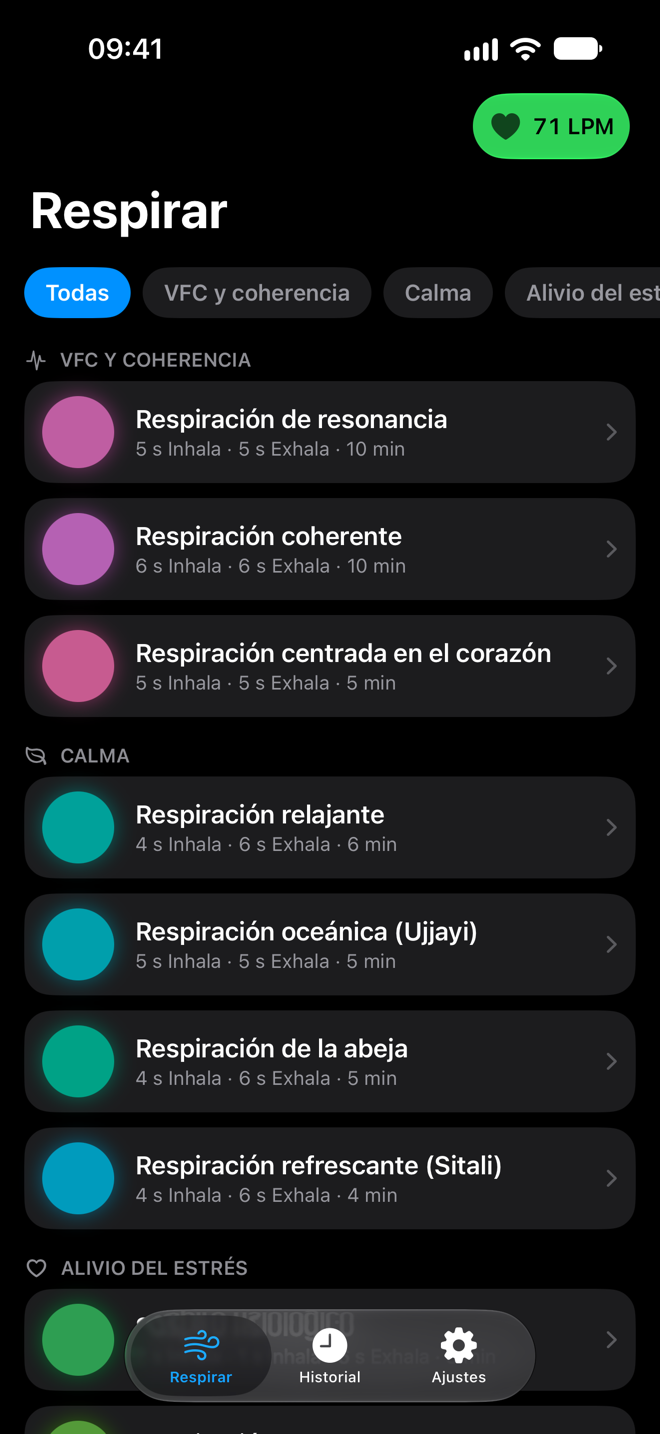 09:41
71 LPM
Respirar
Todas
VFC y coherencia
Calma
Alivio del est
VFC Y COHERENCIA
Respiración de resonancia
5 s Inhala · 5 s Exhala · 10 min
Respiración coherente
6 s Inhala · 6 s Exhala · 10 min
Respiración centrada en el corazón
5 s Inhala · 5 s Exhala · 5 min
CALMA
Respiración relajante
4 s Inhala · 6 s Exhala · 6 min
Respiración oceánica (Ujjayi)
5 s Inhala · 5 s Exhala · 5 min
Respiración de la abeja
4 s Inhala · 6 s Exhala · 5 min
Respiración refrescante (Sitali)
4 s Inhala · 6 s Exhala · 4 min
ALIVIO DEL ESTRÉS
Respirar
Historial
Ajustes